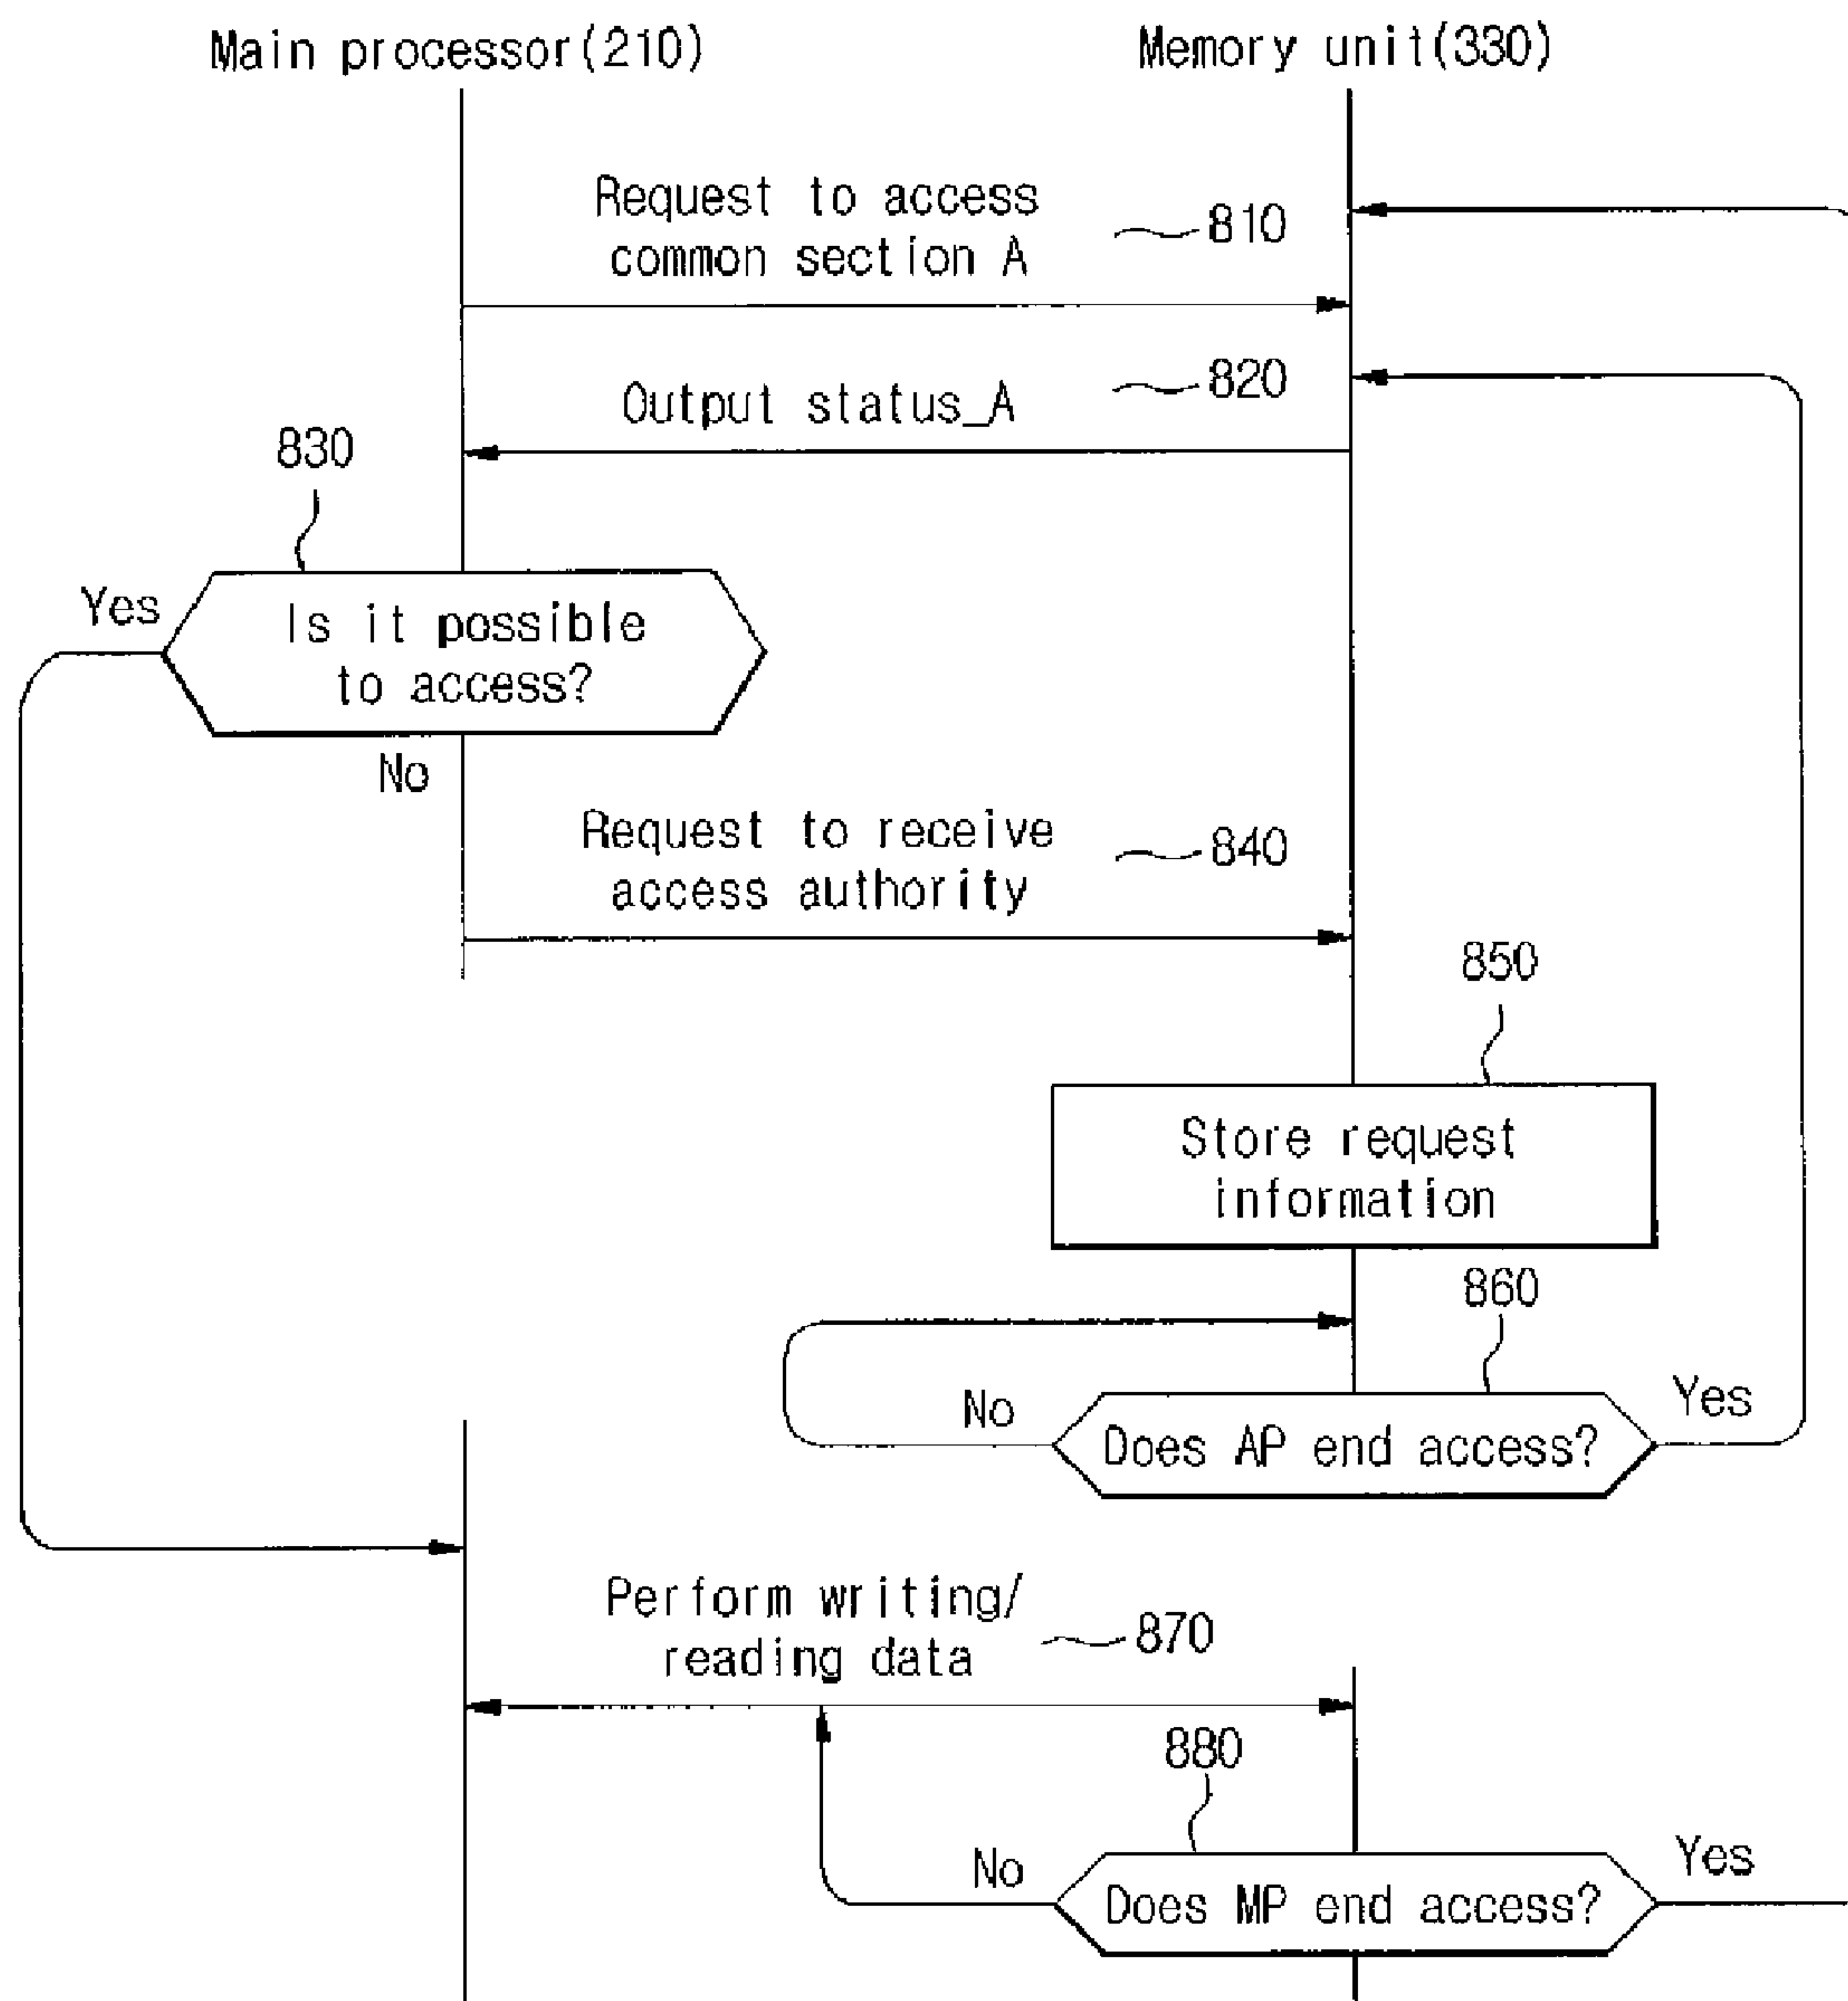 Main processor(210)
Memory unit(330)
Request to access
common section A
810
Output status_A
820
830
Yes
Is it possible
to access?
No
Request to receive
access authority
840
850
Store request
information
860
No
Does AP end access?
Yes
Perform writing/
reading data
870
880
No
Does MP end access?
Yes